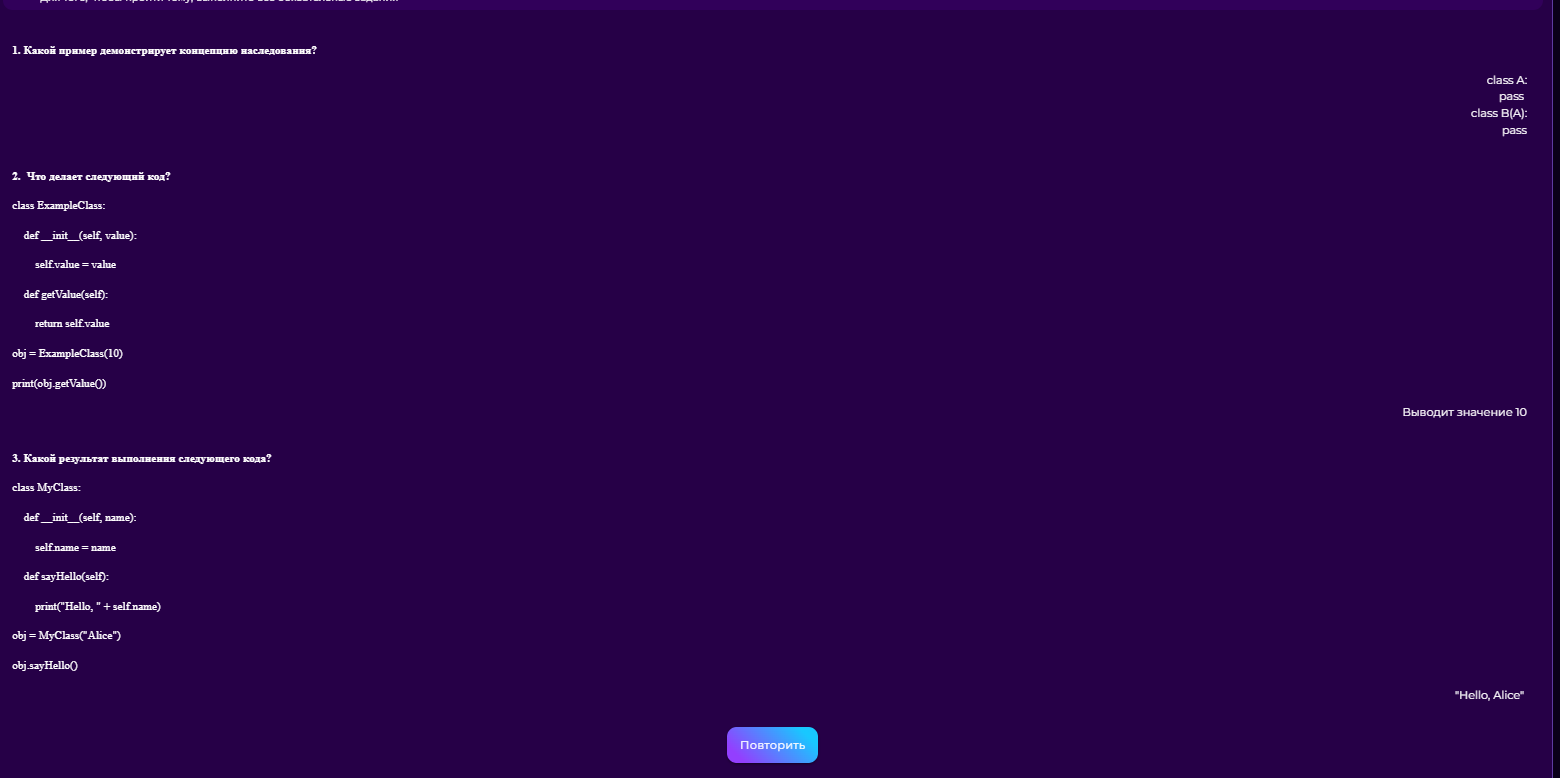 1. Какой пример демонстрирует концепцию наследования?
class A:
pass
class B(A):
pass
2. Что делает следующий код?
class ExampleClass:
def __init__(self, value):
self.value = value
def getValue(self):
return self.value
obj = ExampleClass(10)
print(obj.getValue())
Выводит значение 10
3. Какой результат выполнения следующего кода?
class MyClass:
def __init__(self, name):
self.name = name
def sayHello(self):
print("Hello, " + self.name)
obj = MyClass("Alice")
obj.sayHello()
"Hello, Alice"
Повторить